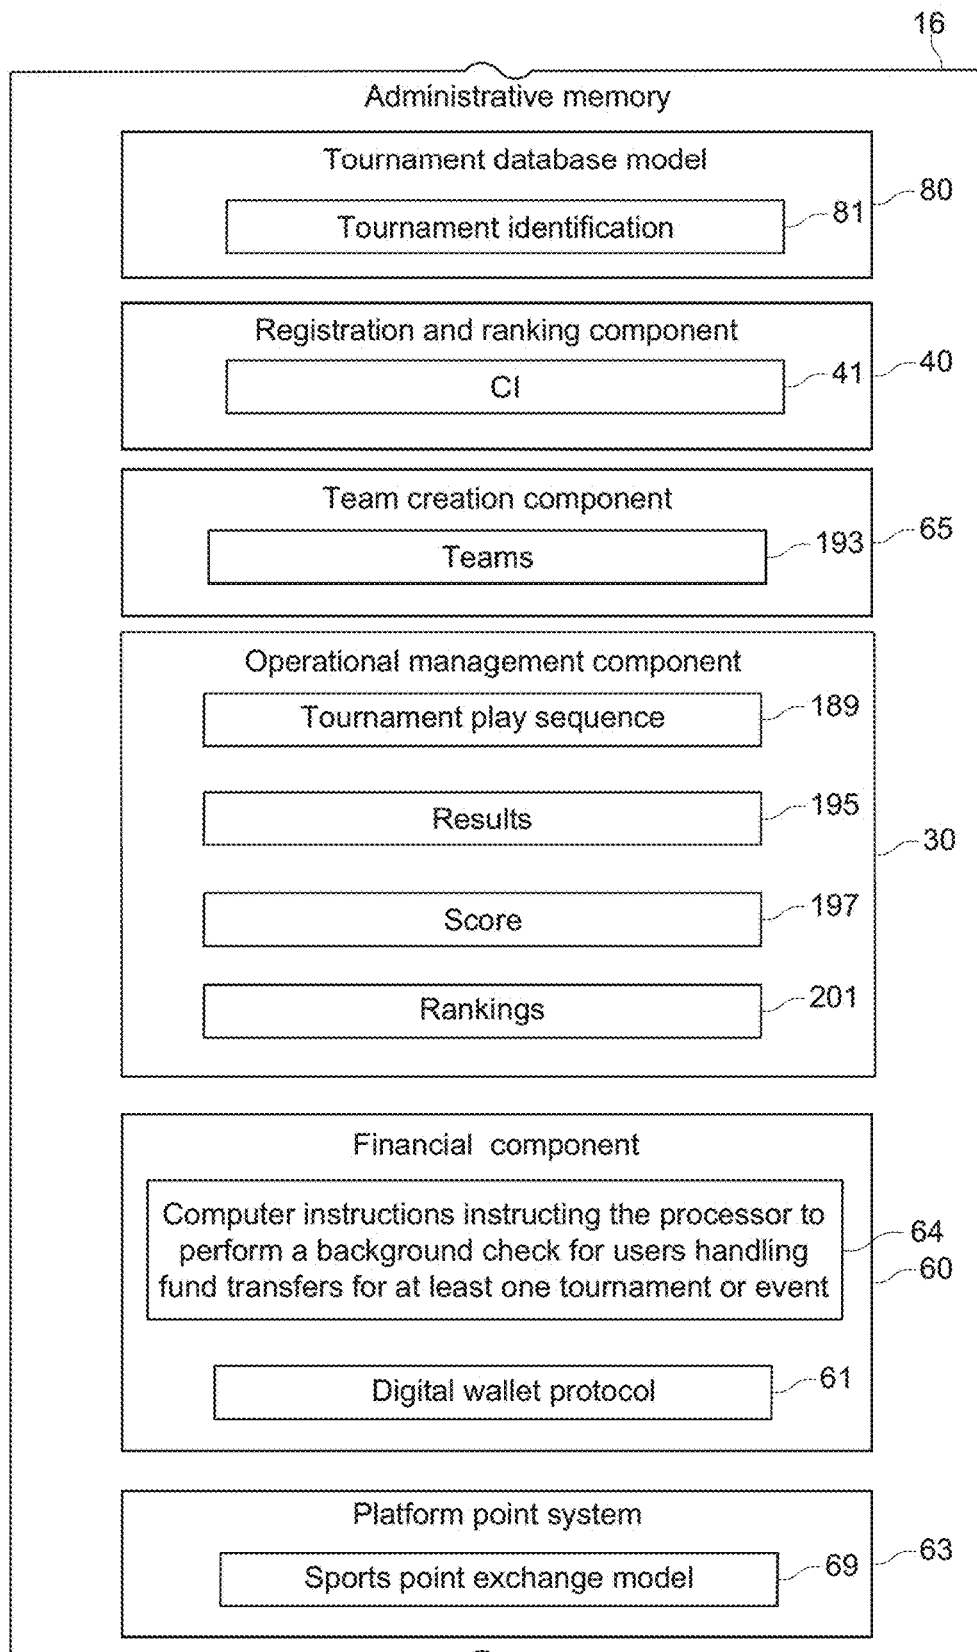 16
Administrative memory
Tournament database model
80
Tournament identification
81
Registration and ranking component
40
CI
41
Team creation component
65
Teams
193
Operational management component
Tournament play sequence
189
Results
195
30
Score
197
Rankings
201
Financial component
Computer instructions instructing the processor to
perform a background check for users handling
fund transfers for at least one tournament or event
64
60
Digital wallet protocol
61
Platform point system
63
Sports point exchange model
69